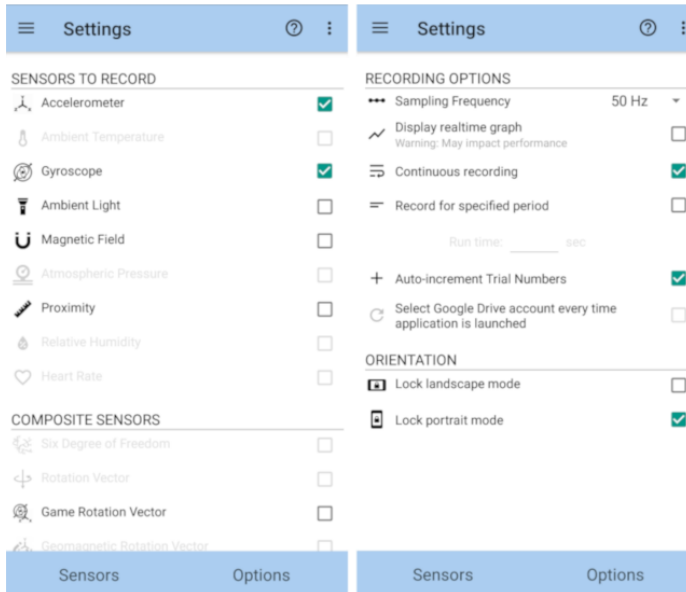 Settings
SENSORS TO RECORD
Accelerometer
Ambient Temperature
Gyroscope
Ambient Light
Magnetic Field
Atmospheric Pressure
Proximity
Relative Humidity
Heart Rate
COMPOSITE SENSORS
Six Degree of Freedom
Rotation Vector
Game Rotation Vector
Geomagnetic Rotation Vector
Sensors Options
Settings
RECORDING OPTIONS
Sampling Frequency 50 Hz
Display realtime graph
Warning: May impact performance
Continuous recording
Record for specified period
Run time: ______ sec
Auto-increment Trial Numbers
Select Google Drive account every time
application is launched
ORIENTATION
Lock landscape mode
Lock portrait mode
Sensors Options